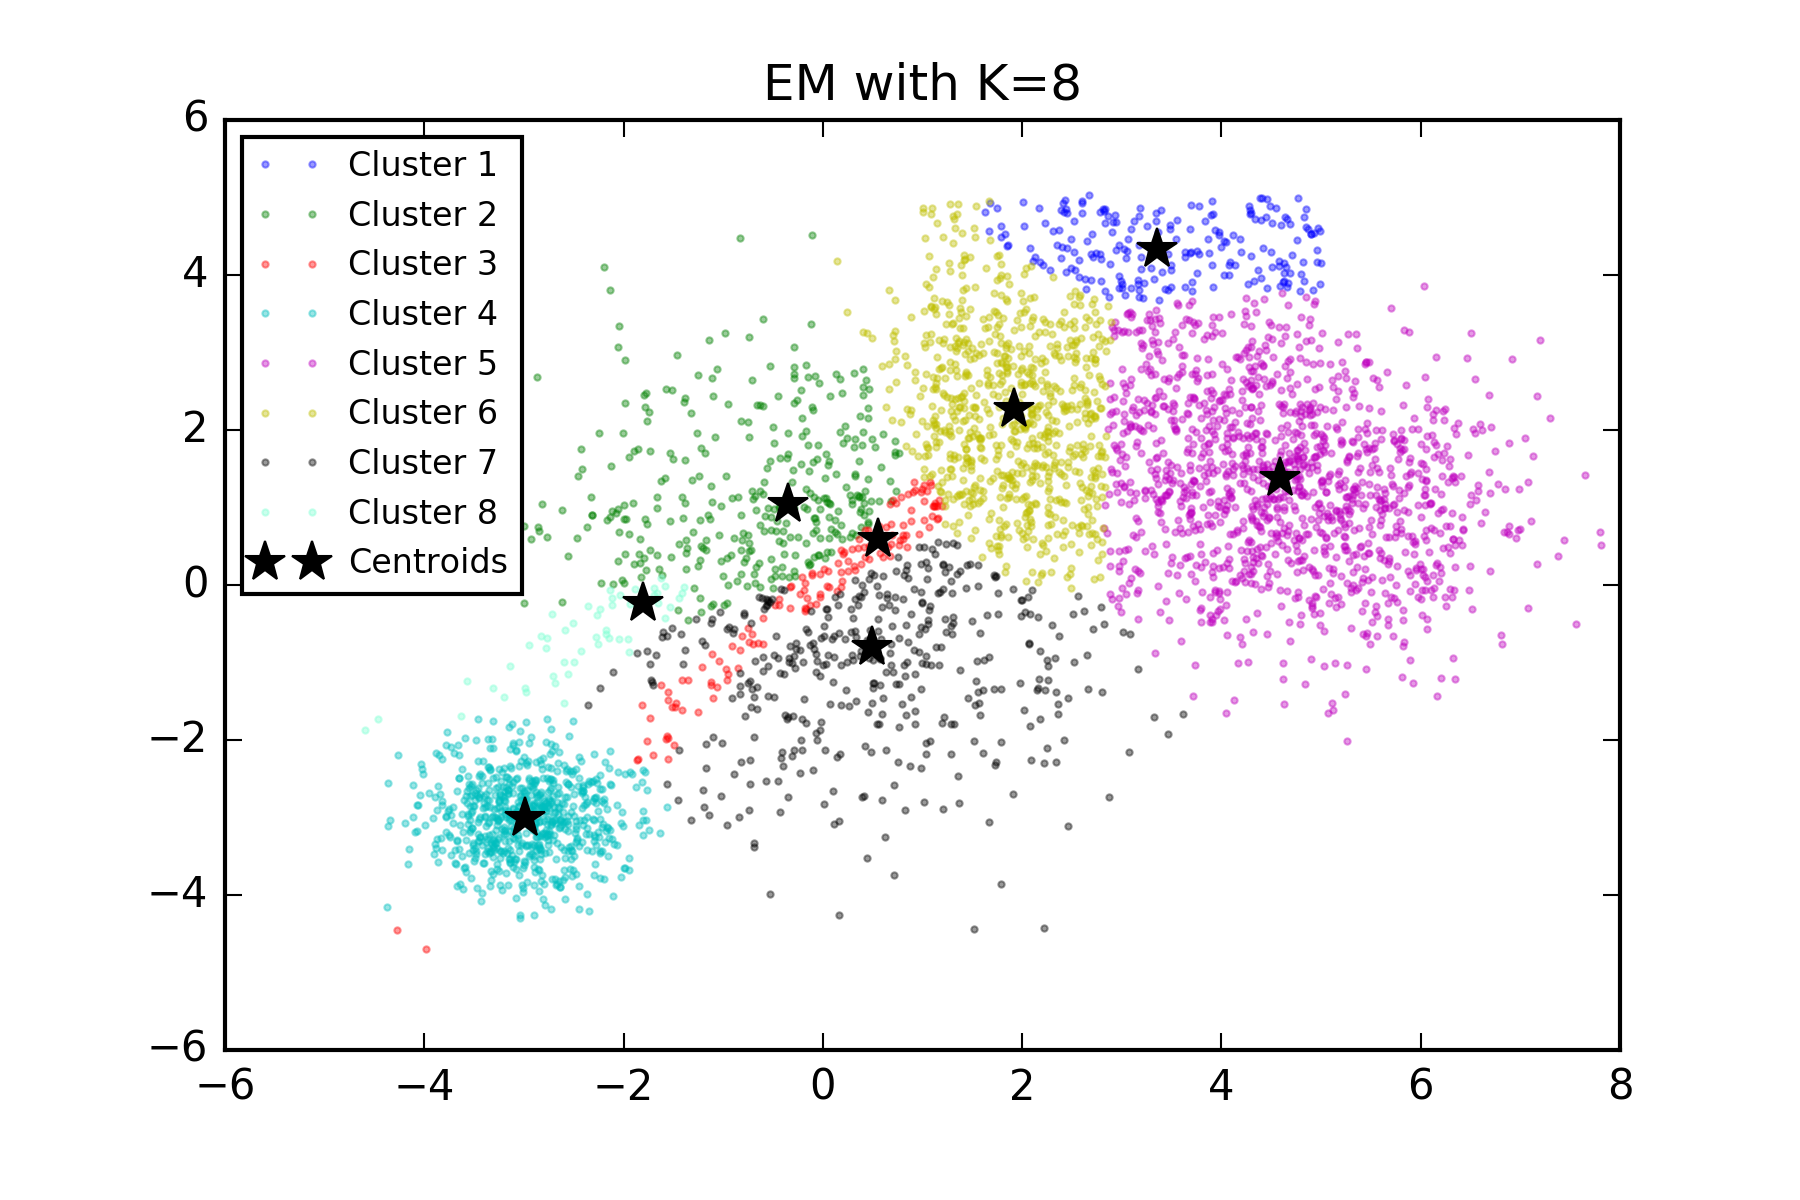 EM with K=8
6
4
2
0
−2
−4
−6
Cluster 1
Cluster 2
Cluster 3
Cluster 4
Cluster 5
Cluster 6
Cluster 7
Cluster 8
Centroids
−6 −4 −2 0 2 4 6 8